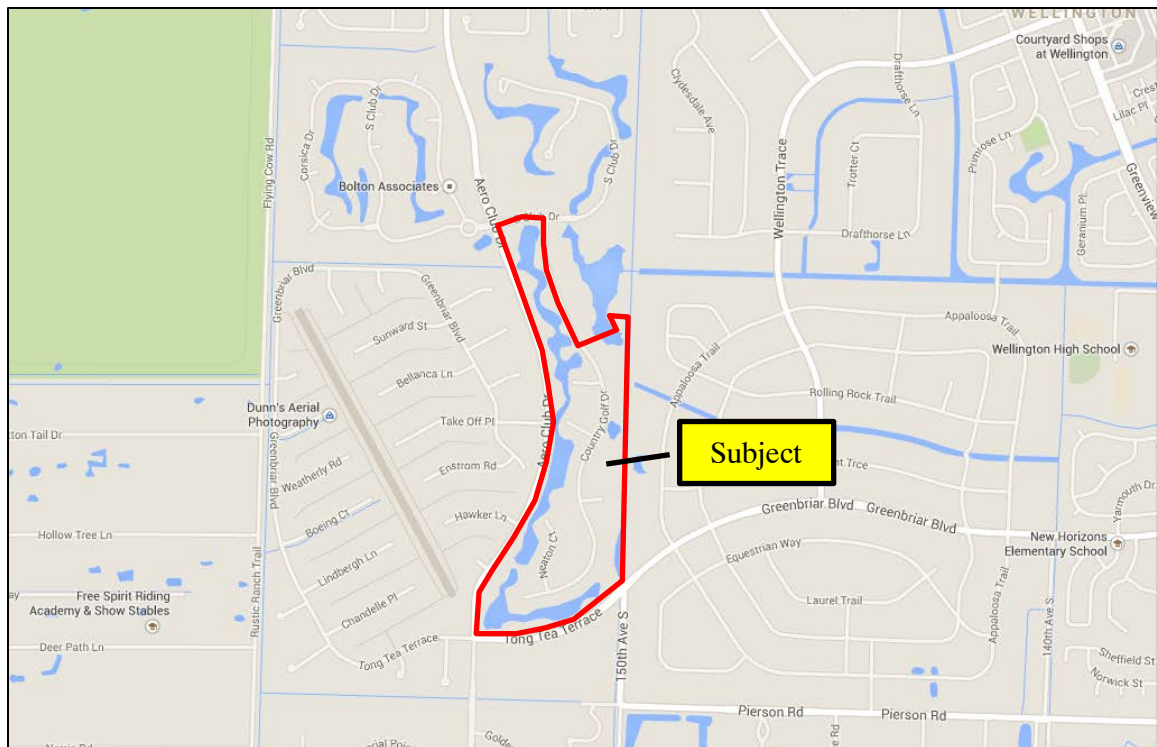 WELLINGTON
Courtyard Shops
at Wellington
Lilac Pl
Greenview
Drafthorse Ln
Clydesdale Ave
Primrose Ln
Trotter Ct
Geranium Pl
Wellington Trace
Drafthorse Ln
S Club Dr
Corsica Dr
S Club Dr
Flying Cow Rd
Bolton Associates
Aero Club Dr
Club Dr
Greenbriar Blvd
Greenbriar Blvd
Sunward St
Bellanca Ln
Take Off Pl
Enstrom Rd
Hawker Ln
Dunn's Aerial
Photography
Greenbriar Blvd
Weatherly Rd
Boeing Ct
Lindbergh Ln
Chandelle Pl
Tong Tea Terrace
Aero Club Dr
Country Golf Dr
Neaton Ct
Subject
Tong Tea Terrace
150th Ave S
Appaloosa Trail
Appaloosa Trail
Rolling Rock Trail
Wellington High School
Greenbriar Blvd
Greenbriar Blvd
Equestrian Way
Laurel Trail
Appaloosa Trail
New Horizons
Elementary School
Yarmouth Dr
140th Ave S
Sheffield St
Norwick St
Pierson Rd
Pierson Rd
Hollow Tree Ln
Rustic Ranch Trail
Free Spirit Riding
Academy & Show Stables
Deer Path Ln